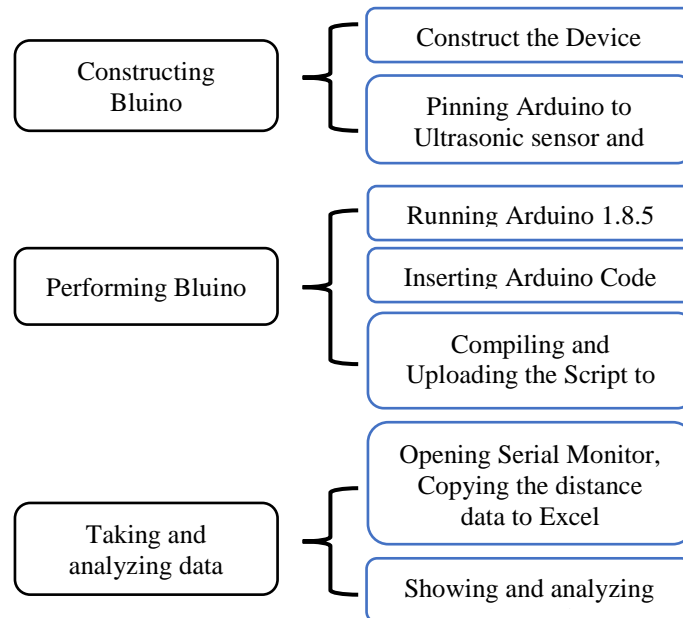 Constructing
Bluino
Construct the Device
Pinning Arduino to
Ultrasonic sensor and
Performing Bluino
Running Arduino 1.8.5
Inserting Arduino Code
Compiling and
Uploading the Script to
Taking and
analyzing data
Opening Serial Monitor,
Copying the distance
data to Excel
Showing and analyzing